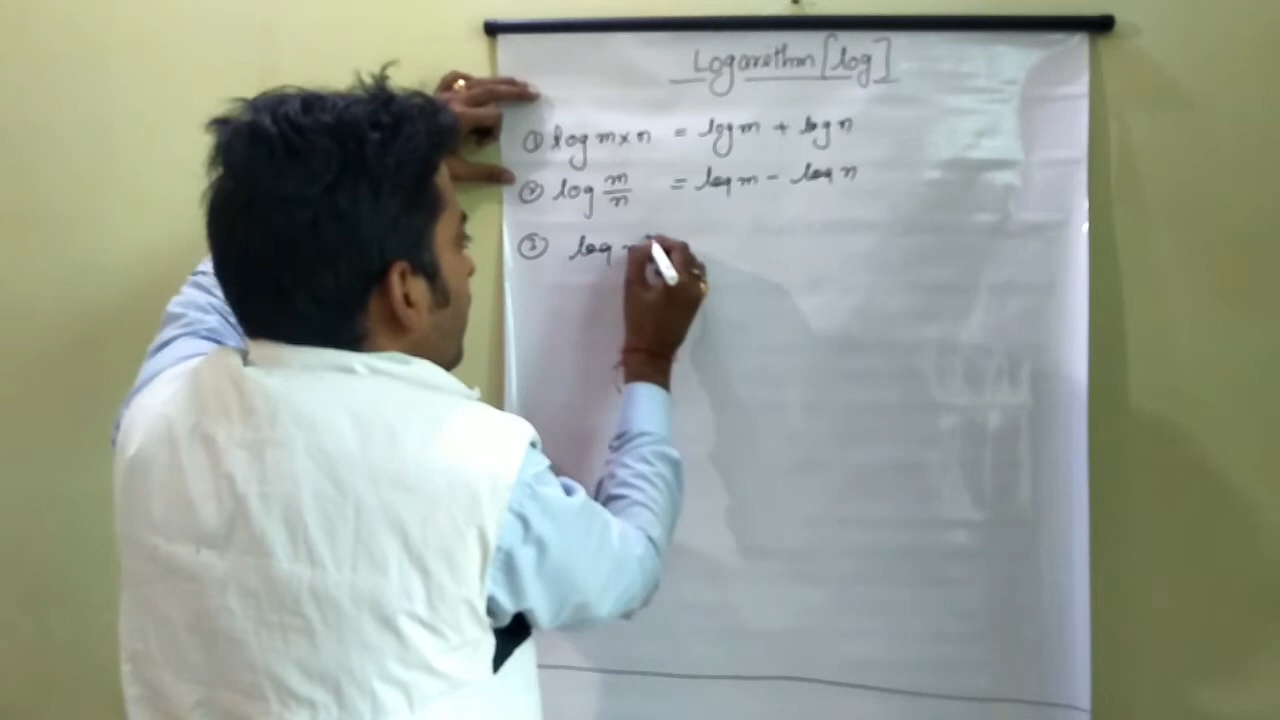 Logarithm [log]
① log m×n = log m + log n
② log m/n = log m - log n
③ log